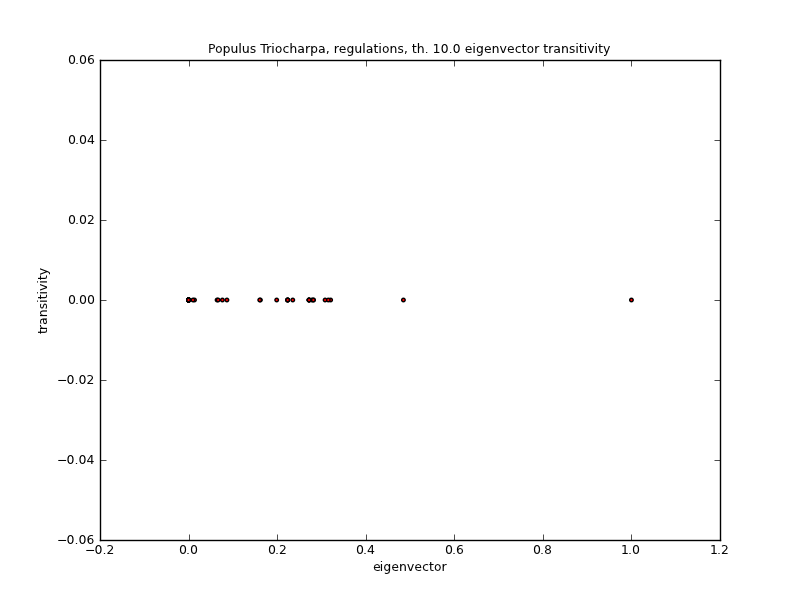 Populus Triocharpa, regulations, th. 10.0 eigenvector transitivity
0.06
0.04
0.02
0.00
−0.02
−0.04
−0.06
transitivity
−0.2 0.0 0.2 0.4 0.6 0.8 1.0 1.2
eigenvector